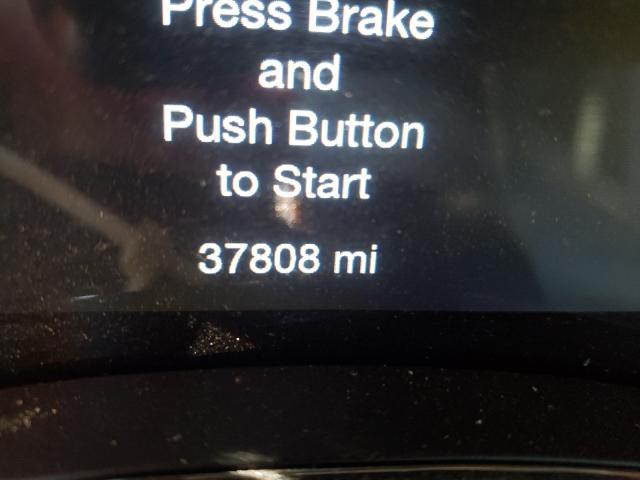 Press Brake
and
Push Button
to Start
37808 mi